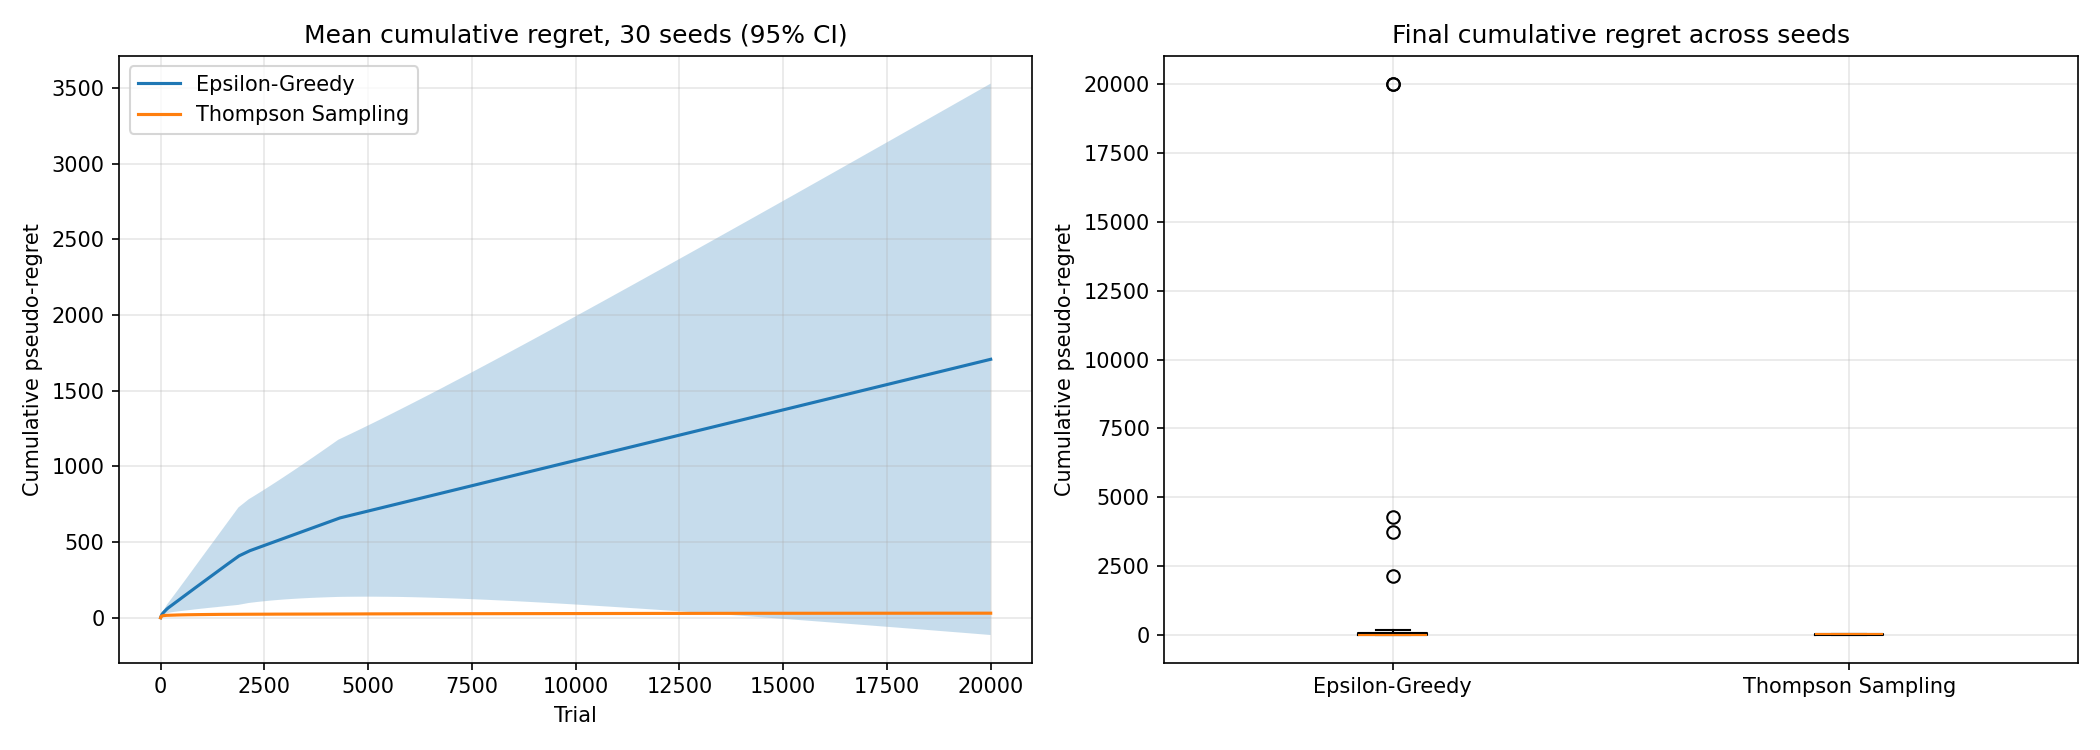 Mean cumulative regret, 30 seeds (95% CI)
Epsilon-Greedy
Thompson Sampling
Cumulative pseudo-regret
3500
3000
2500
2000
1500
1000
500
0
0 2500 5000 7500 10000 12500 15000 17500 20000
Trial
Final cumulative regret across seeds
Cumulative pseudo-regret
20000
17500
15000
12500
10000
7500
5000
2500
0
Epsilon-Greedy Thompson Sampling